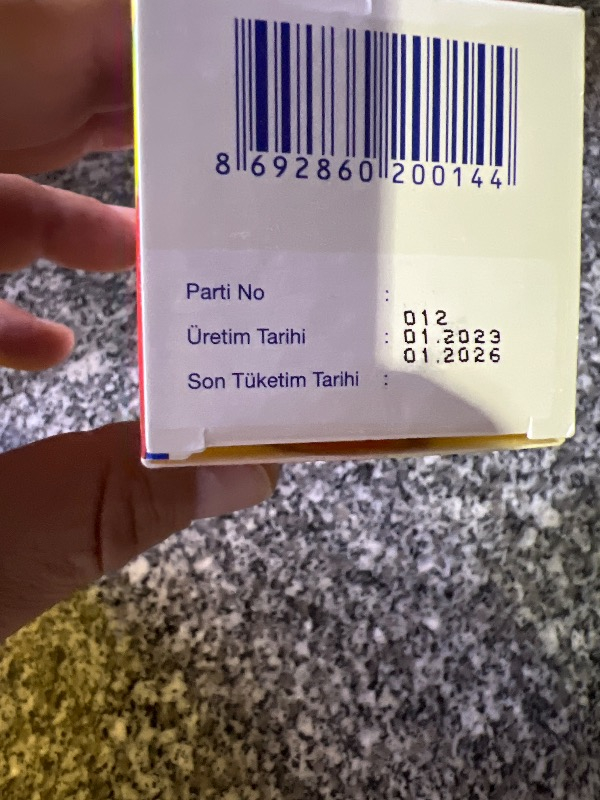 8 692860 200144
Parti No :
012
Üretim Tarihi : 01.2023
01.2026
Son Tüketim Tarihi :